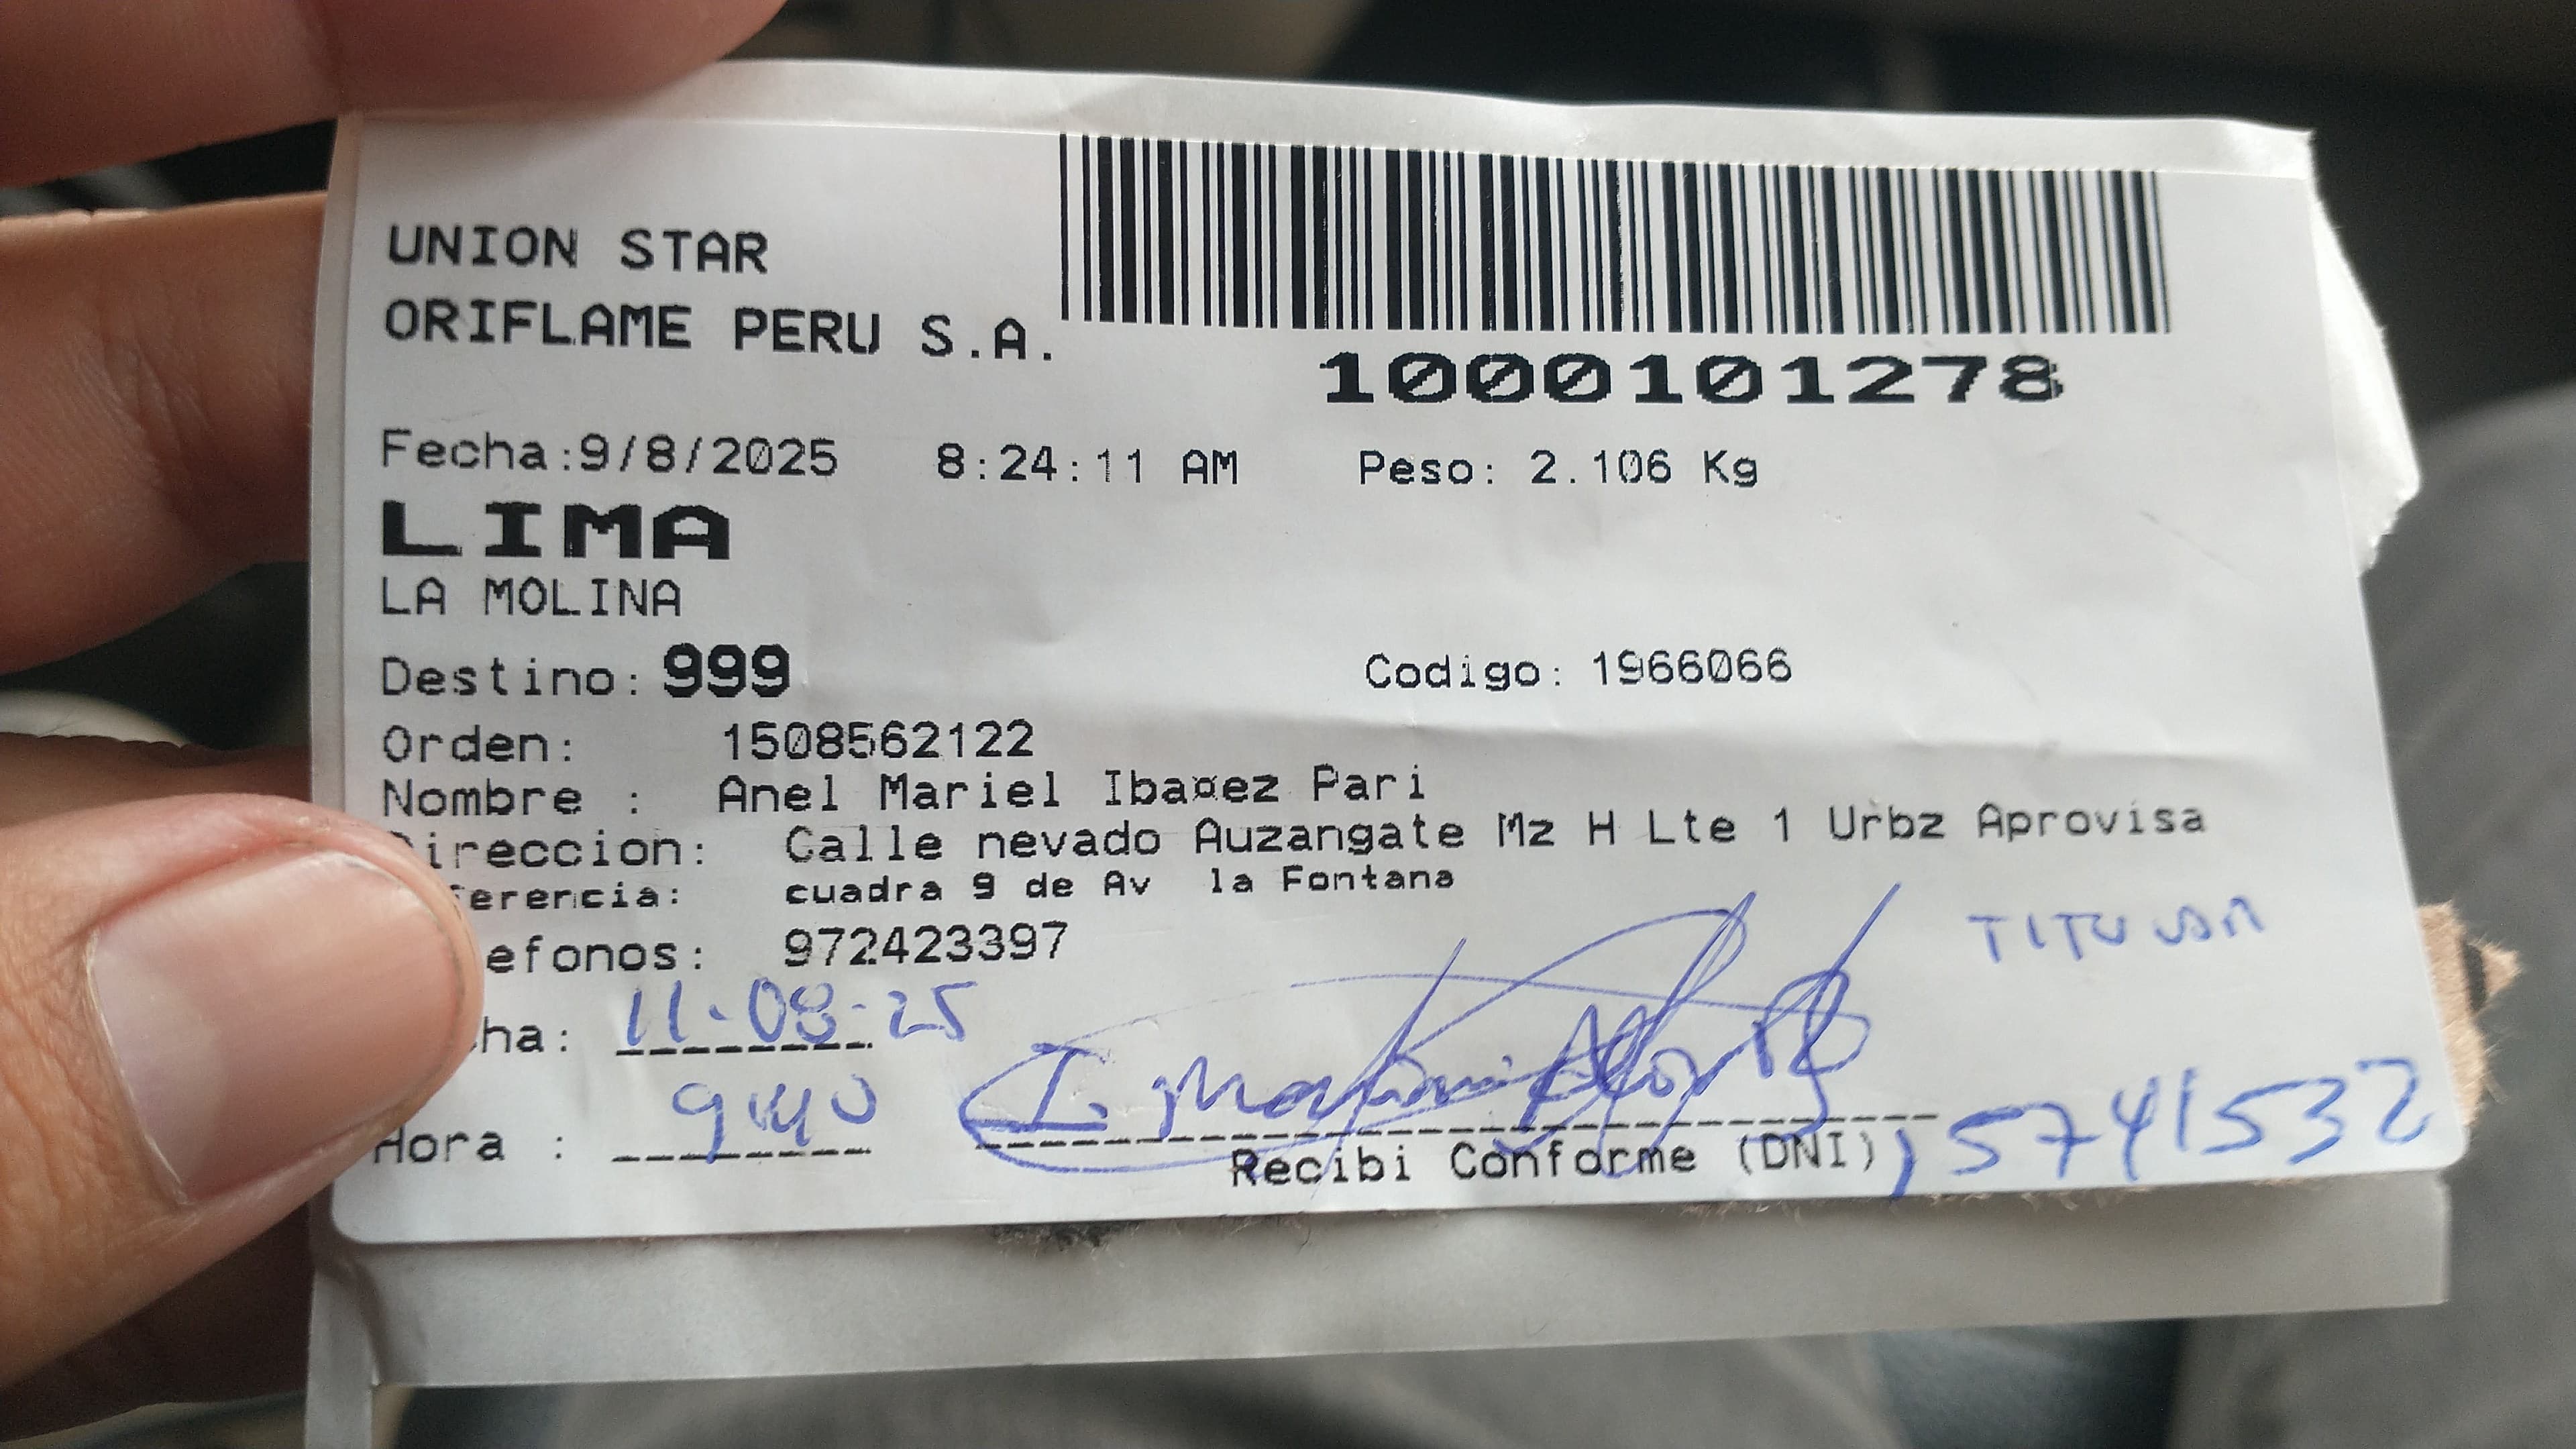 UNION STAR
ORIFLAME PERU S.A.
1000101278
Fecha:9/8/2025 8:24:11 AM Peso: 2.106 Kg
LIMA
LA MOLINA
Destino: 999 Codigo: 1966066
Orden: 1508562122
Nombre : Anel Mariel Iba¤ez Pari
Direccion: Calle nevado Auzangate Mz H Lte 1 Urbz Aprovisa
ferencia: cuadra 9 de Av la Fontana
efonos: 972423397
TITULAR
ha: 11-08-25
Hora : 9:40
Recibi Conforme (DNI) 15741532